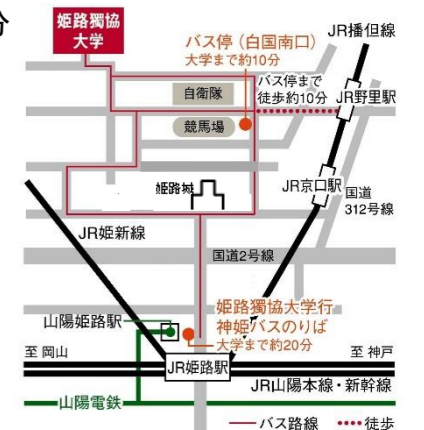 分
姫路獨協
大学
JR播但線
バス停（白国南口）
大学まで約10分
バス停まで
徒歩約10分
自衛隊
JR野里駅
競馬場
姫路城
JR京口駅
国道
312号線
JR姫新線
国道2号線
姫路獨協大学行
神姫バスのりば
大学まで約20分
山陽姫路駅
至 岡山
至 神戸
JR姫路駅
JR山陽本線・新幹線
山陽電鉄
バス路線
徒歩